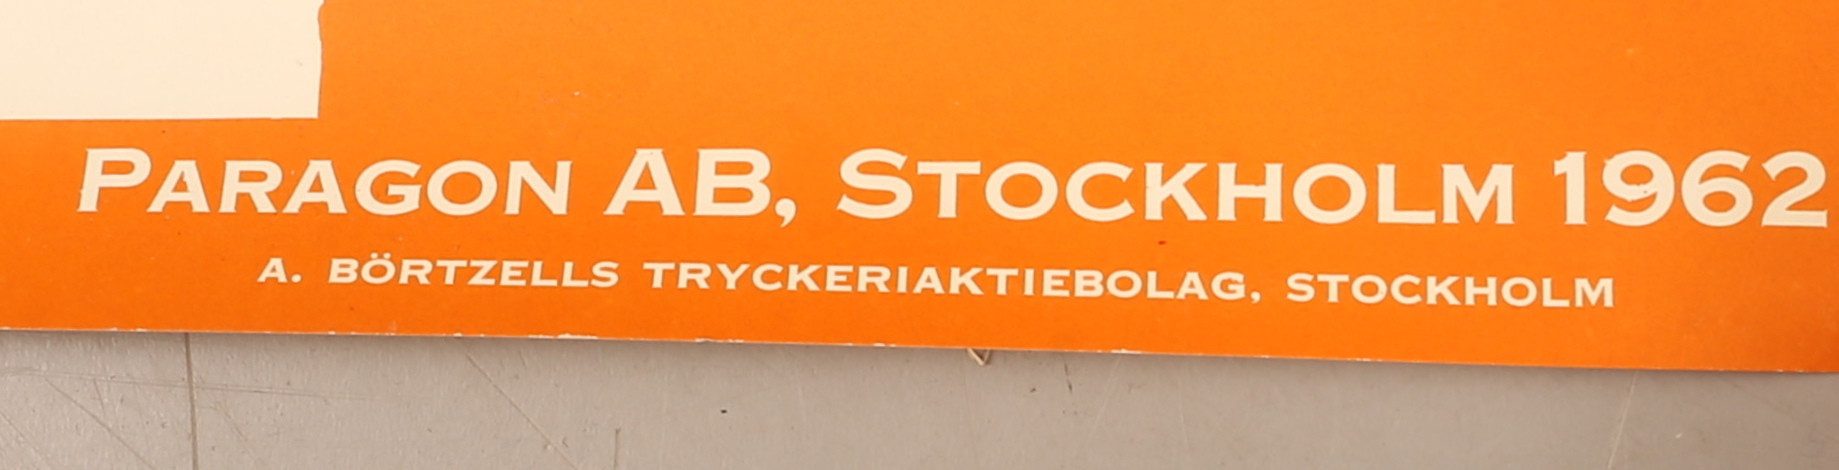 PARAGON AB, STOCKHOLM 1962
A. BÖRTZELLS TRYCKERIAKTIEBOLAG, STOCKHOLM